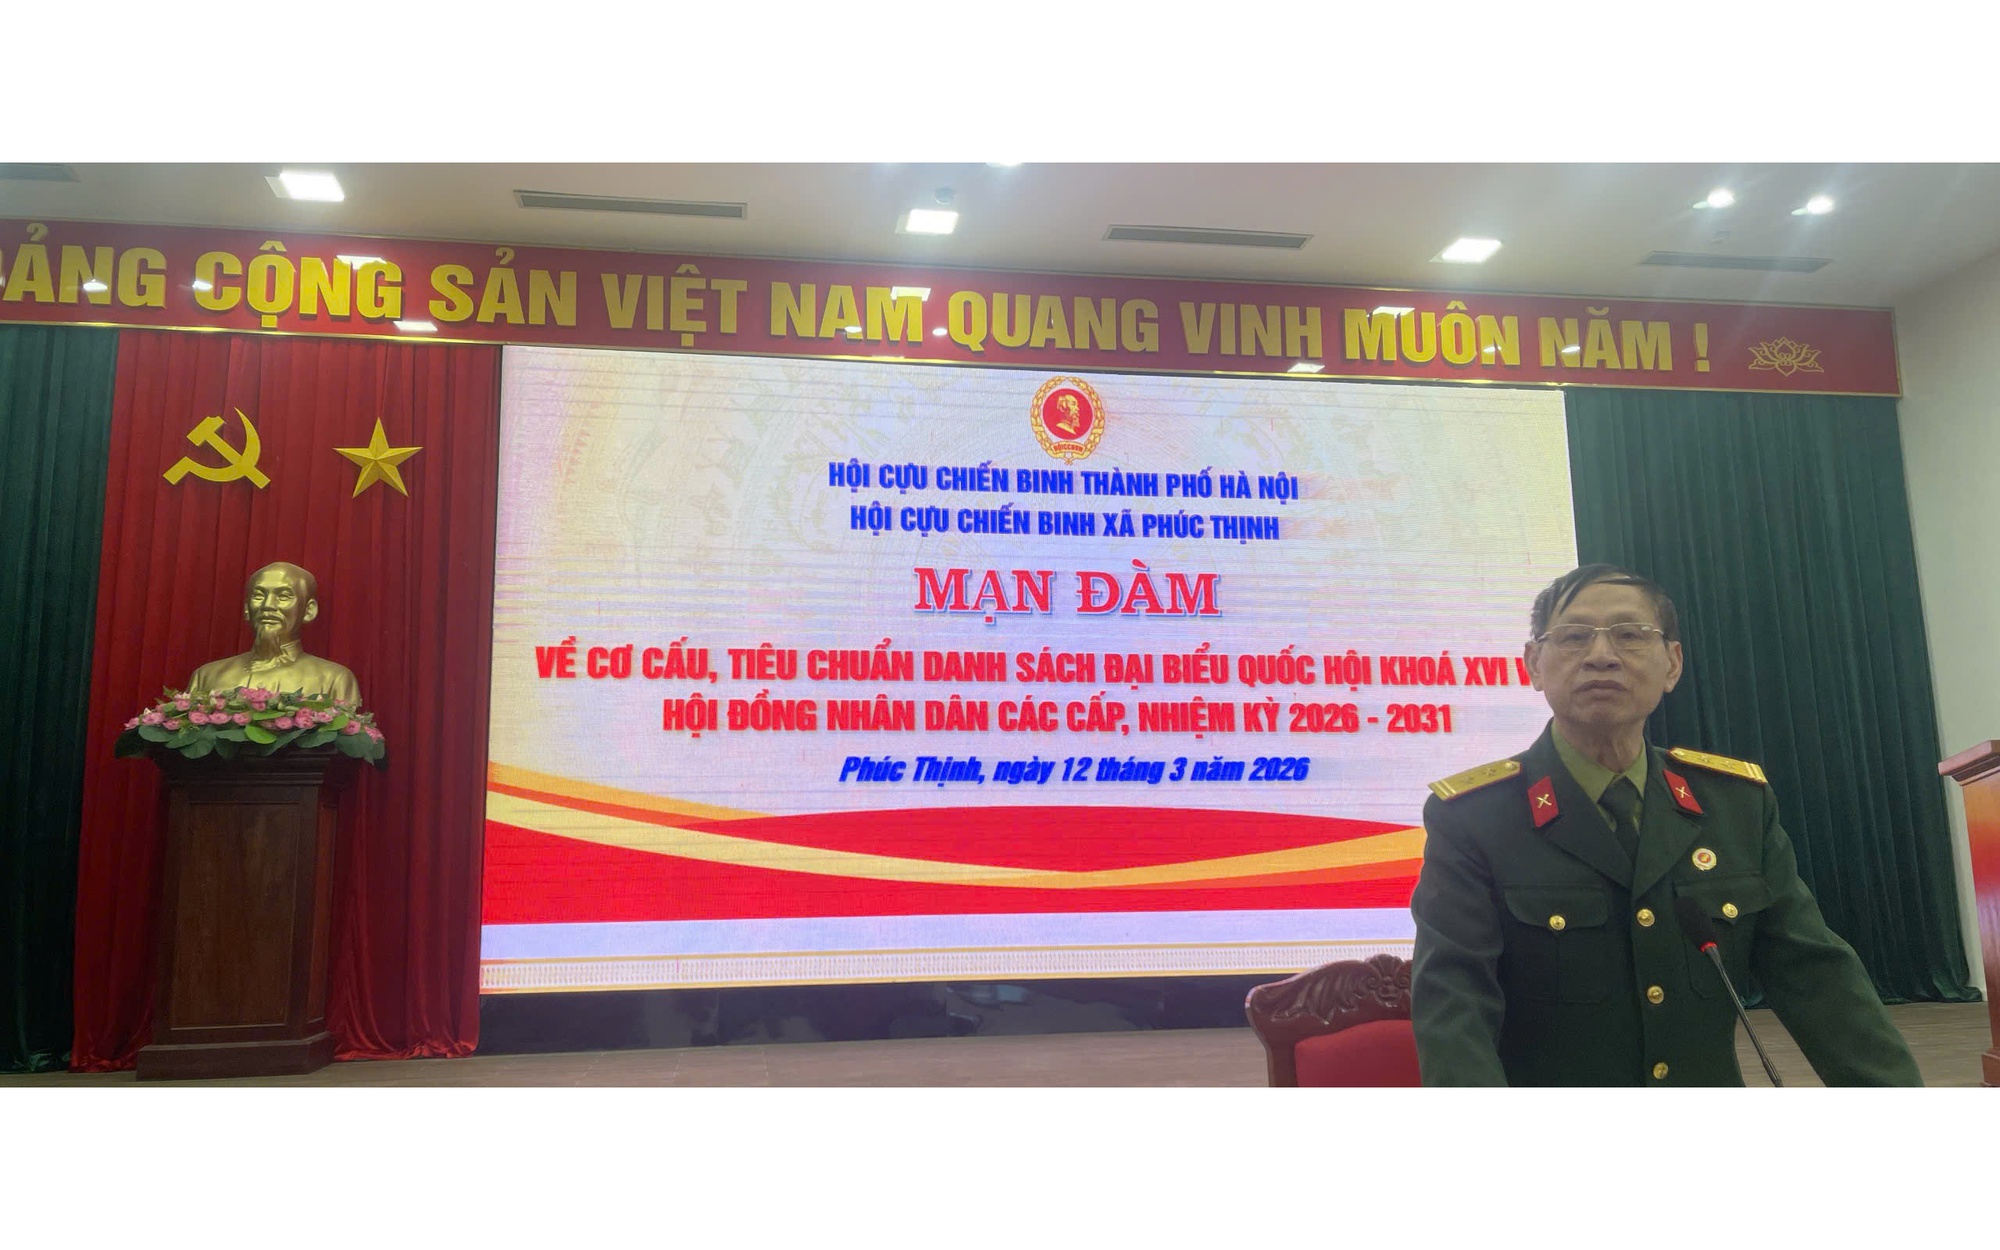 ĐẢNG CỘNG SẢN VIỆT NAM QUANG VINH MUÔN NĂM !
HỘI CỰU CHIẾN BINH THÀNH PHỐ HÀ NỘI
HỘI CỰU CHIẾN BINH XÃ PHÚC THỊNH
MẠN ĐÀM
VỀ CƠ CẤU, TIÊU CHUẨN DANH SÁCH ĐẠI BIỂU QUỐC HỘI KHOÁ XVI
HỘI ĐỒNG NHÂN DÂN CÁC CẤP, NHIỆM KỲ 2026 - 2031
Phúc Thịnh, ngày 12 tháng 3 năm 2026